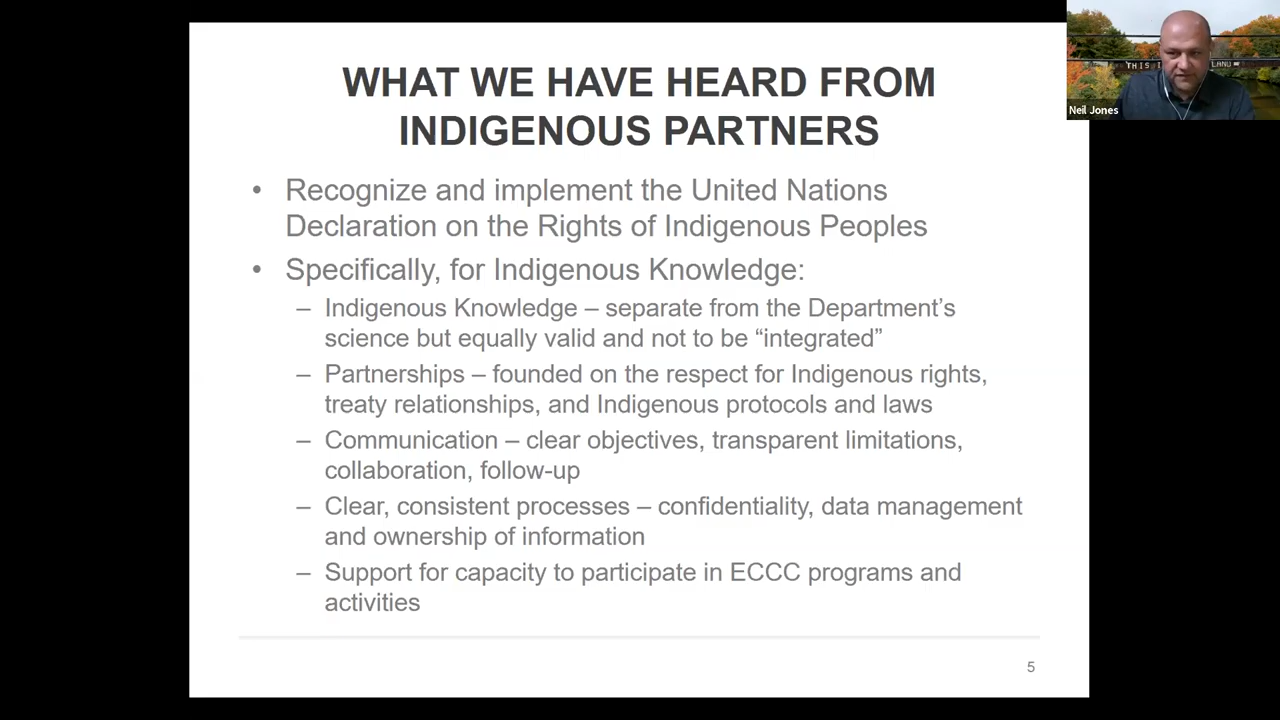 WHAT WE HAVE HEARD FROM
INDIGENOUS PARTNERS
• Recognize and implement the United Nations
Declaration on the Rights of Indigenous Peoples
• Specifically, for Indigenous Knowledge:
– Indigenous Knowledge – separate from the Department’s
science but equally valid and not to be “integrated”
– Partnerships – founded on the respect for Indigenous rights,
treaty relationships, and Indigenous protocols and laws
– Communication – clear objectives, transparent limitations,
collaboration, follow-up
– Clear, consistent processes – confidentiality, data management
and ownership of information
– Support for capacity to participate in ECCC programs and
activities
5
THIS
Neil Jones